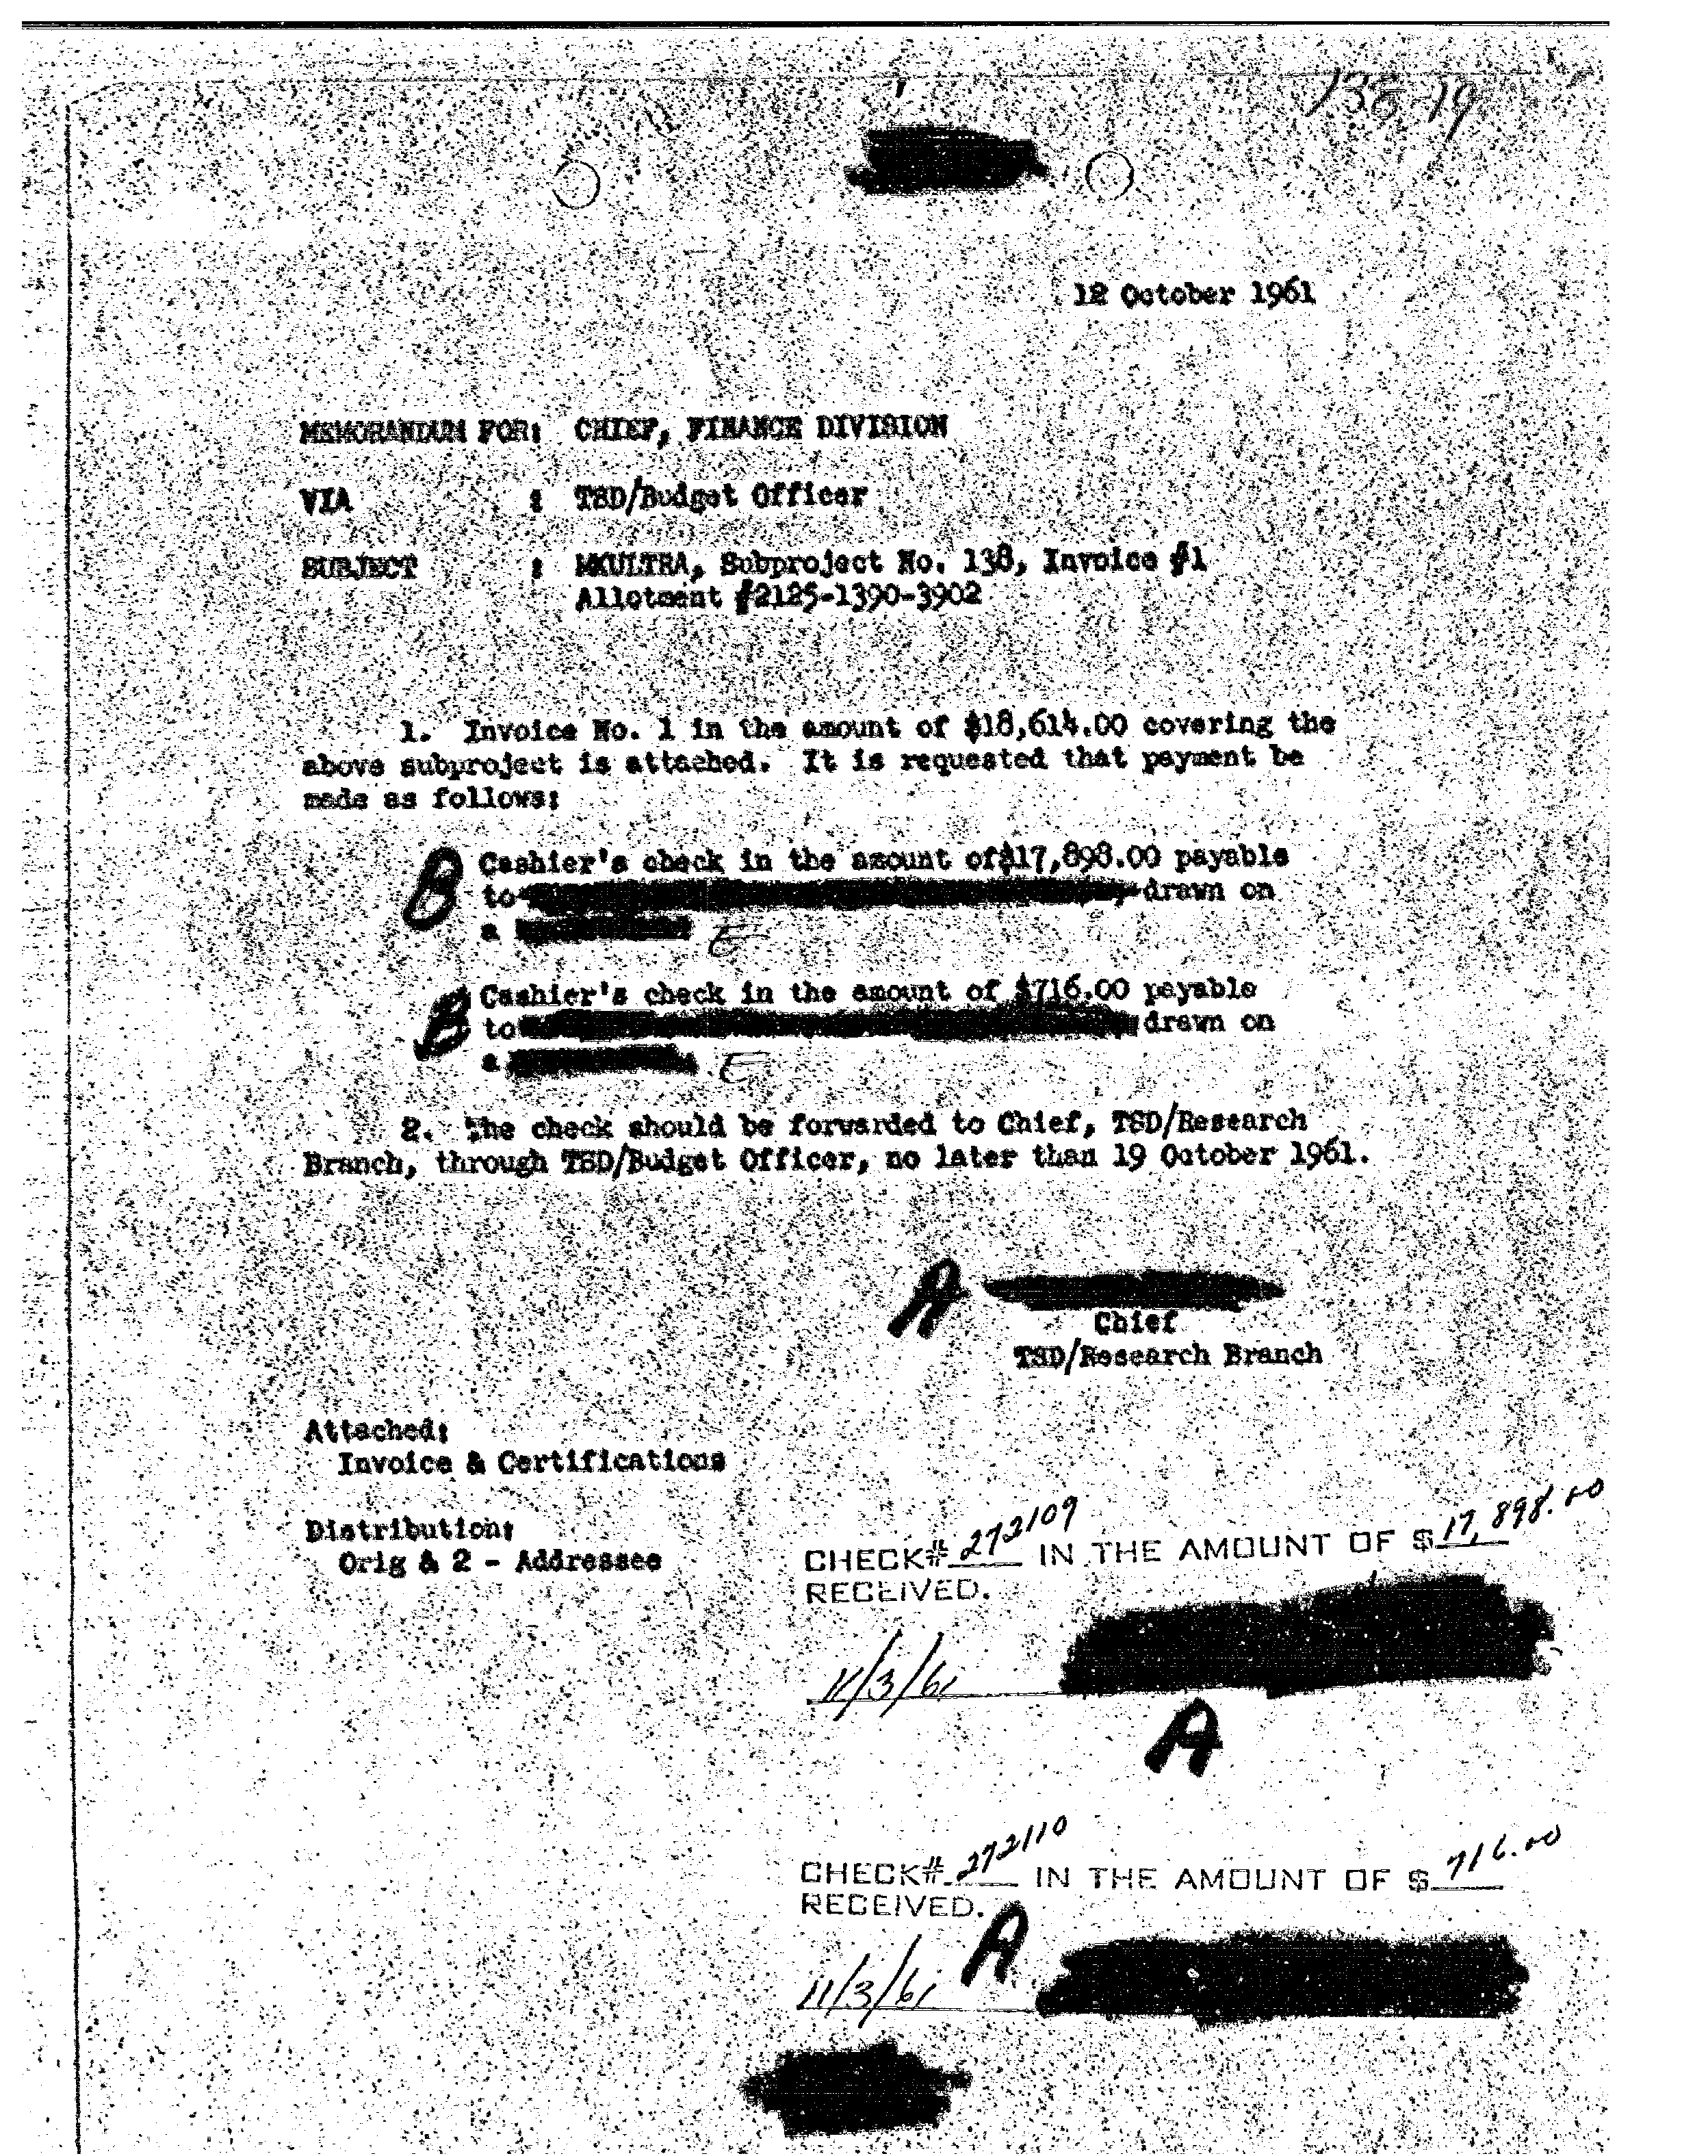 138-19
12 October 1961
MEMORANDUM FOR: CHIEF, FINANCE DIVISION
VIA : TSD/Budget Officer
SUBJECT : MKULTRA, Subproject No. 138, Invoice #1
Allotment #2125-1390-3902
1. Invoice No. 1 in the amount of $18,614.00 covering the
above subproject is attached. It is requested that payment be
made as follows:
B Cashier's check in the amount of $17,898.00 payable
to drawn on
a E
B Cashier's check in the amount of $716.00 payable
to drawn on
a E
2. The check should be forwarded to Chief, TSD/Research
Branch, through TSD/Budget Officer, no later than 19 October 1961.
A
Chief
TSD/Research Branch
Attached:
Invoice & Certifications
Distribution:
Orig & 2 - Addressee
CHECK# 272109 IN THE AMOUNT OF $ 17,898.00
RECEIVED.
11/3/61
A
CHECK# 272110 IN THE AMOUNT OF $ 716.00
RECEIVED.
A
11/3/61